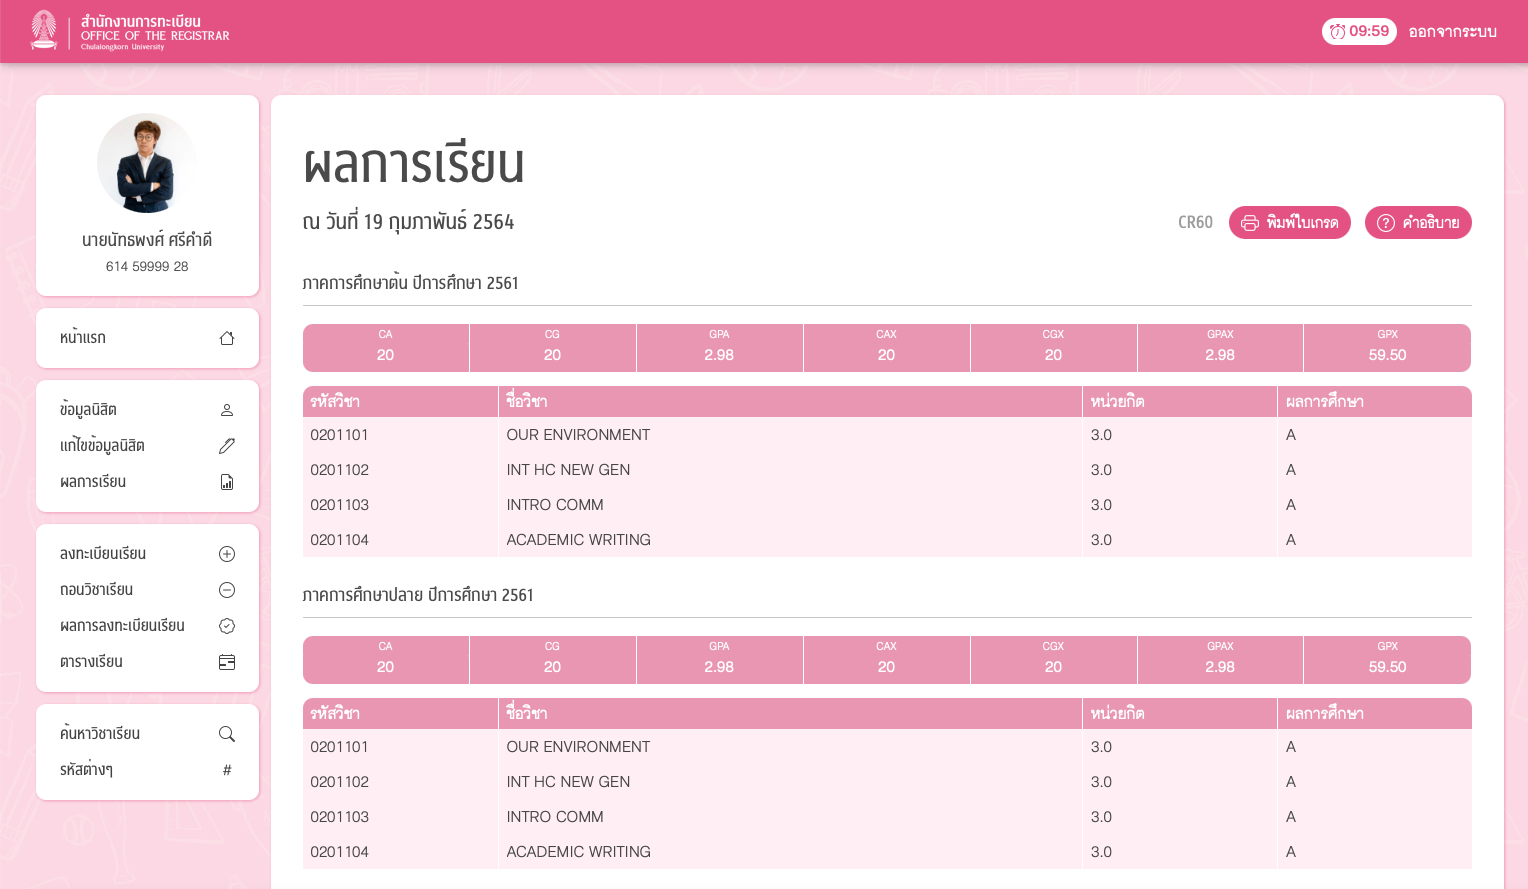 สำนักงานการทะเบียน
OFFICE OF THE REGISTRAR
Chulalongkorn University
09:59 ออกจากระบบ
นายนัทธพงศ์ ศรีคำดี
614 59999 28
หน้าแรก
ข้อมูลนิสิต
แก้ไขข้อมูลนิสิต
ผลการเรียน
ลงทะเบียนเรียน
ถอนวิชาเรียน
ผลการลงทะเบียนเรียน
ตารางเรียน
ค้นหาวิชาเรียน
รหัสต่างๆ #
ผลการเรียน
ณ วันที่ 19 กุมภาพันธ์ 2564
CR60 พิมพ์ใบเกรด ? คำอธิบาย
ภาคการศึกษาต้น ปีการศึกษา 2561
CA CG GPA CAX CGX GPAX GPX
20 20 2.98 20 20 2.98 59.50
รหัสวิชา ชื่อวิชา หน่วยกิต ผลการศึกษา
0201101 OUR ENVIRONMENT 3.0 A
0201102 INT HC NEW GEN 3.0 A
0201103 INTRO COMM 3.0 A
0201104 ACADEMIC WRITING 3.0 A
ภาคการศึกษาปลาย ปีการศึกษา 2561
CA CG GPA CAX CGX GPAX GPX
20 20 2.98 20 20 2.98 59.50
รหัสวิชา ชื่อวิชา หน่วยกิต ผลการศึกษา
0201101 OUR ENVIRONMENT 3.0 A
0201102 INT HC NEW GEN 3.0 A
0201103 INTRO COMM 3.0 A
0201104 ACADEMIC WRITING 3.0 A